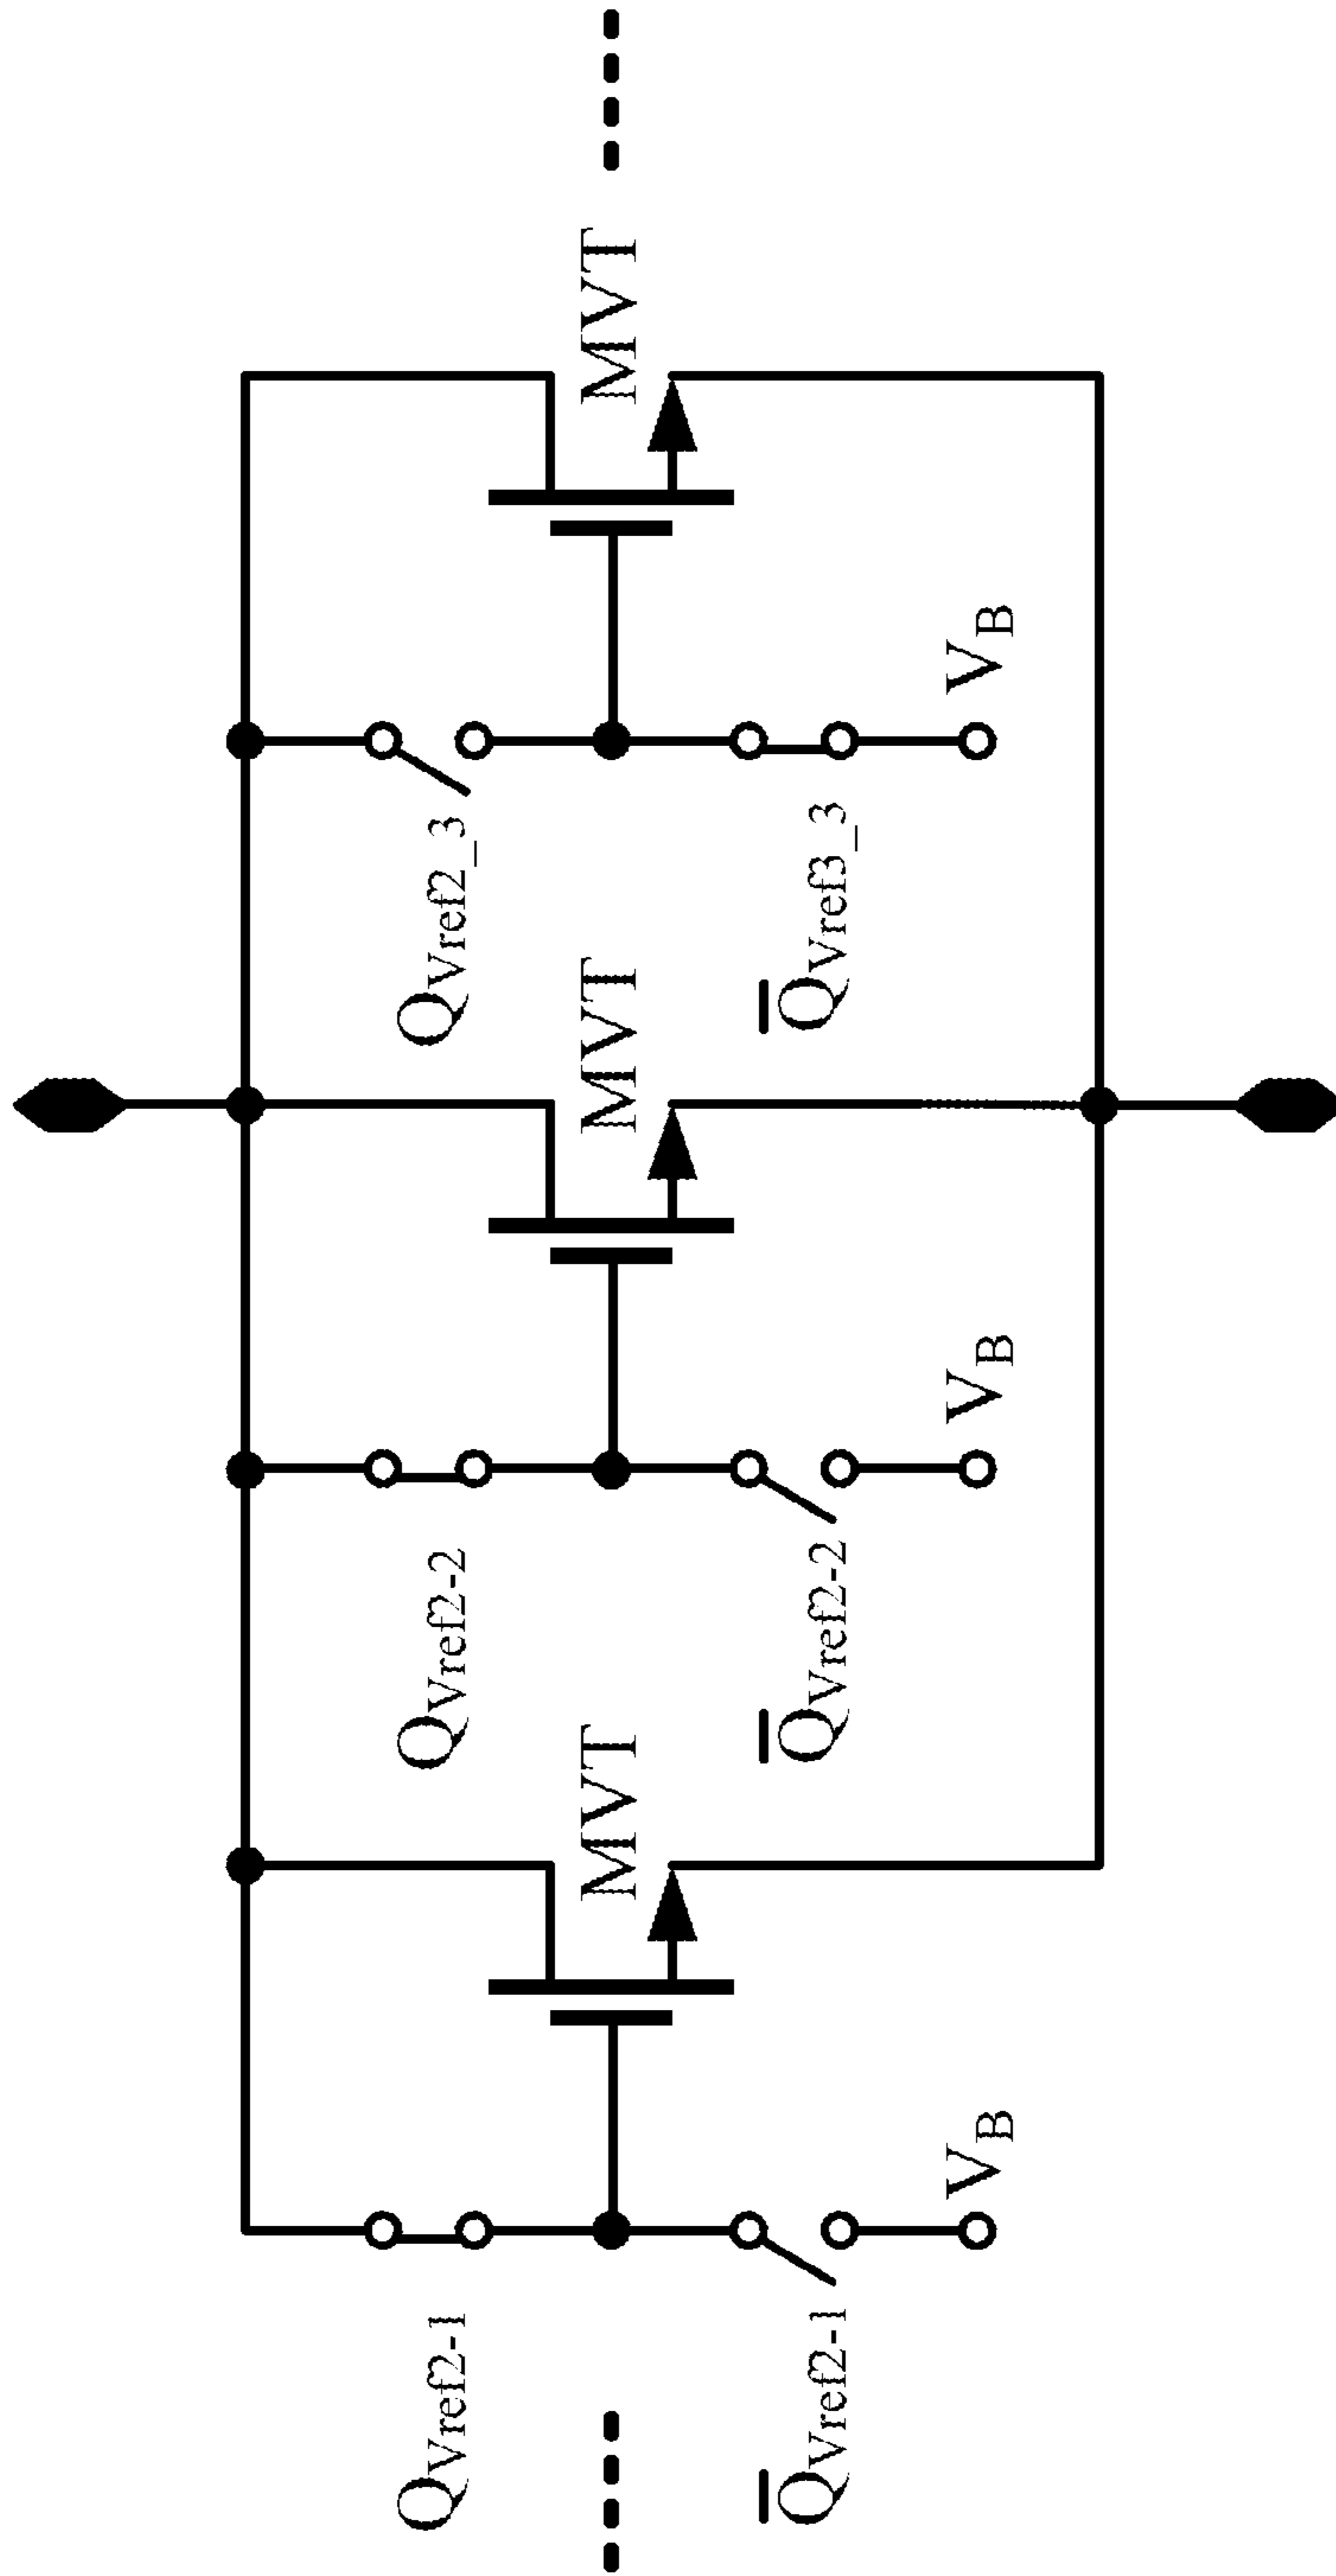 Q_Vref2-1
Q_Vref2-2
Q_Vref2_3
MVT
MVT
MVT
Q̅_Vref2-1
Q̅_Vref2-2
Q̅_Vref3_3
V_B
V_B
V_B